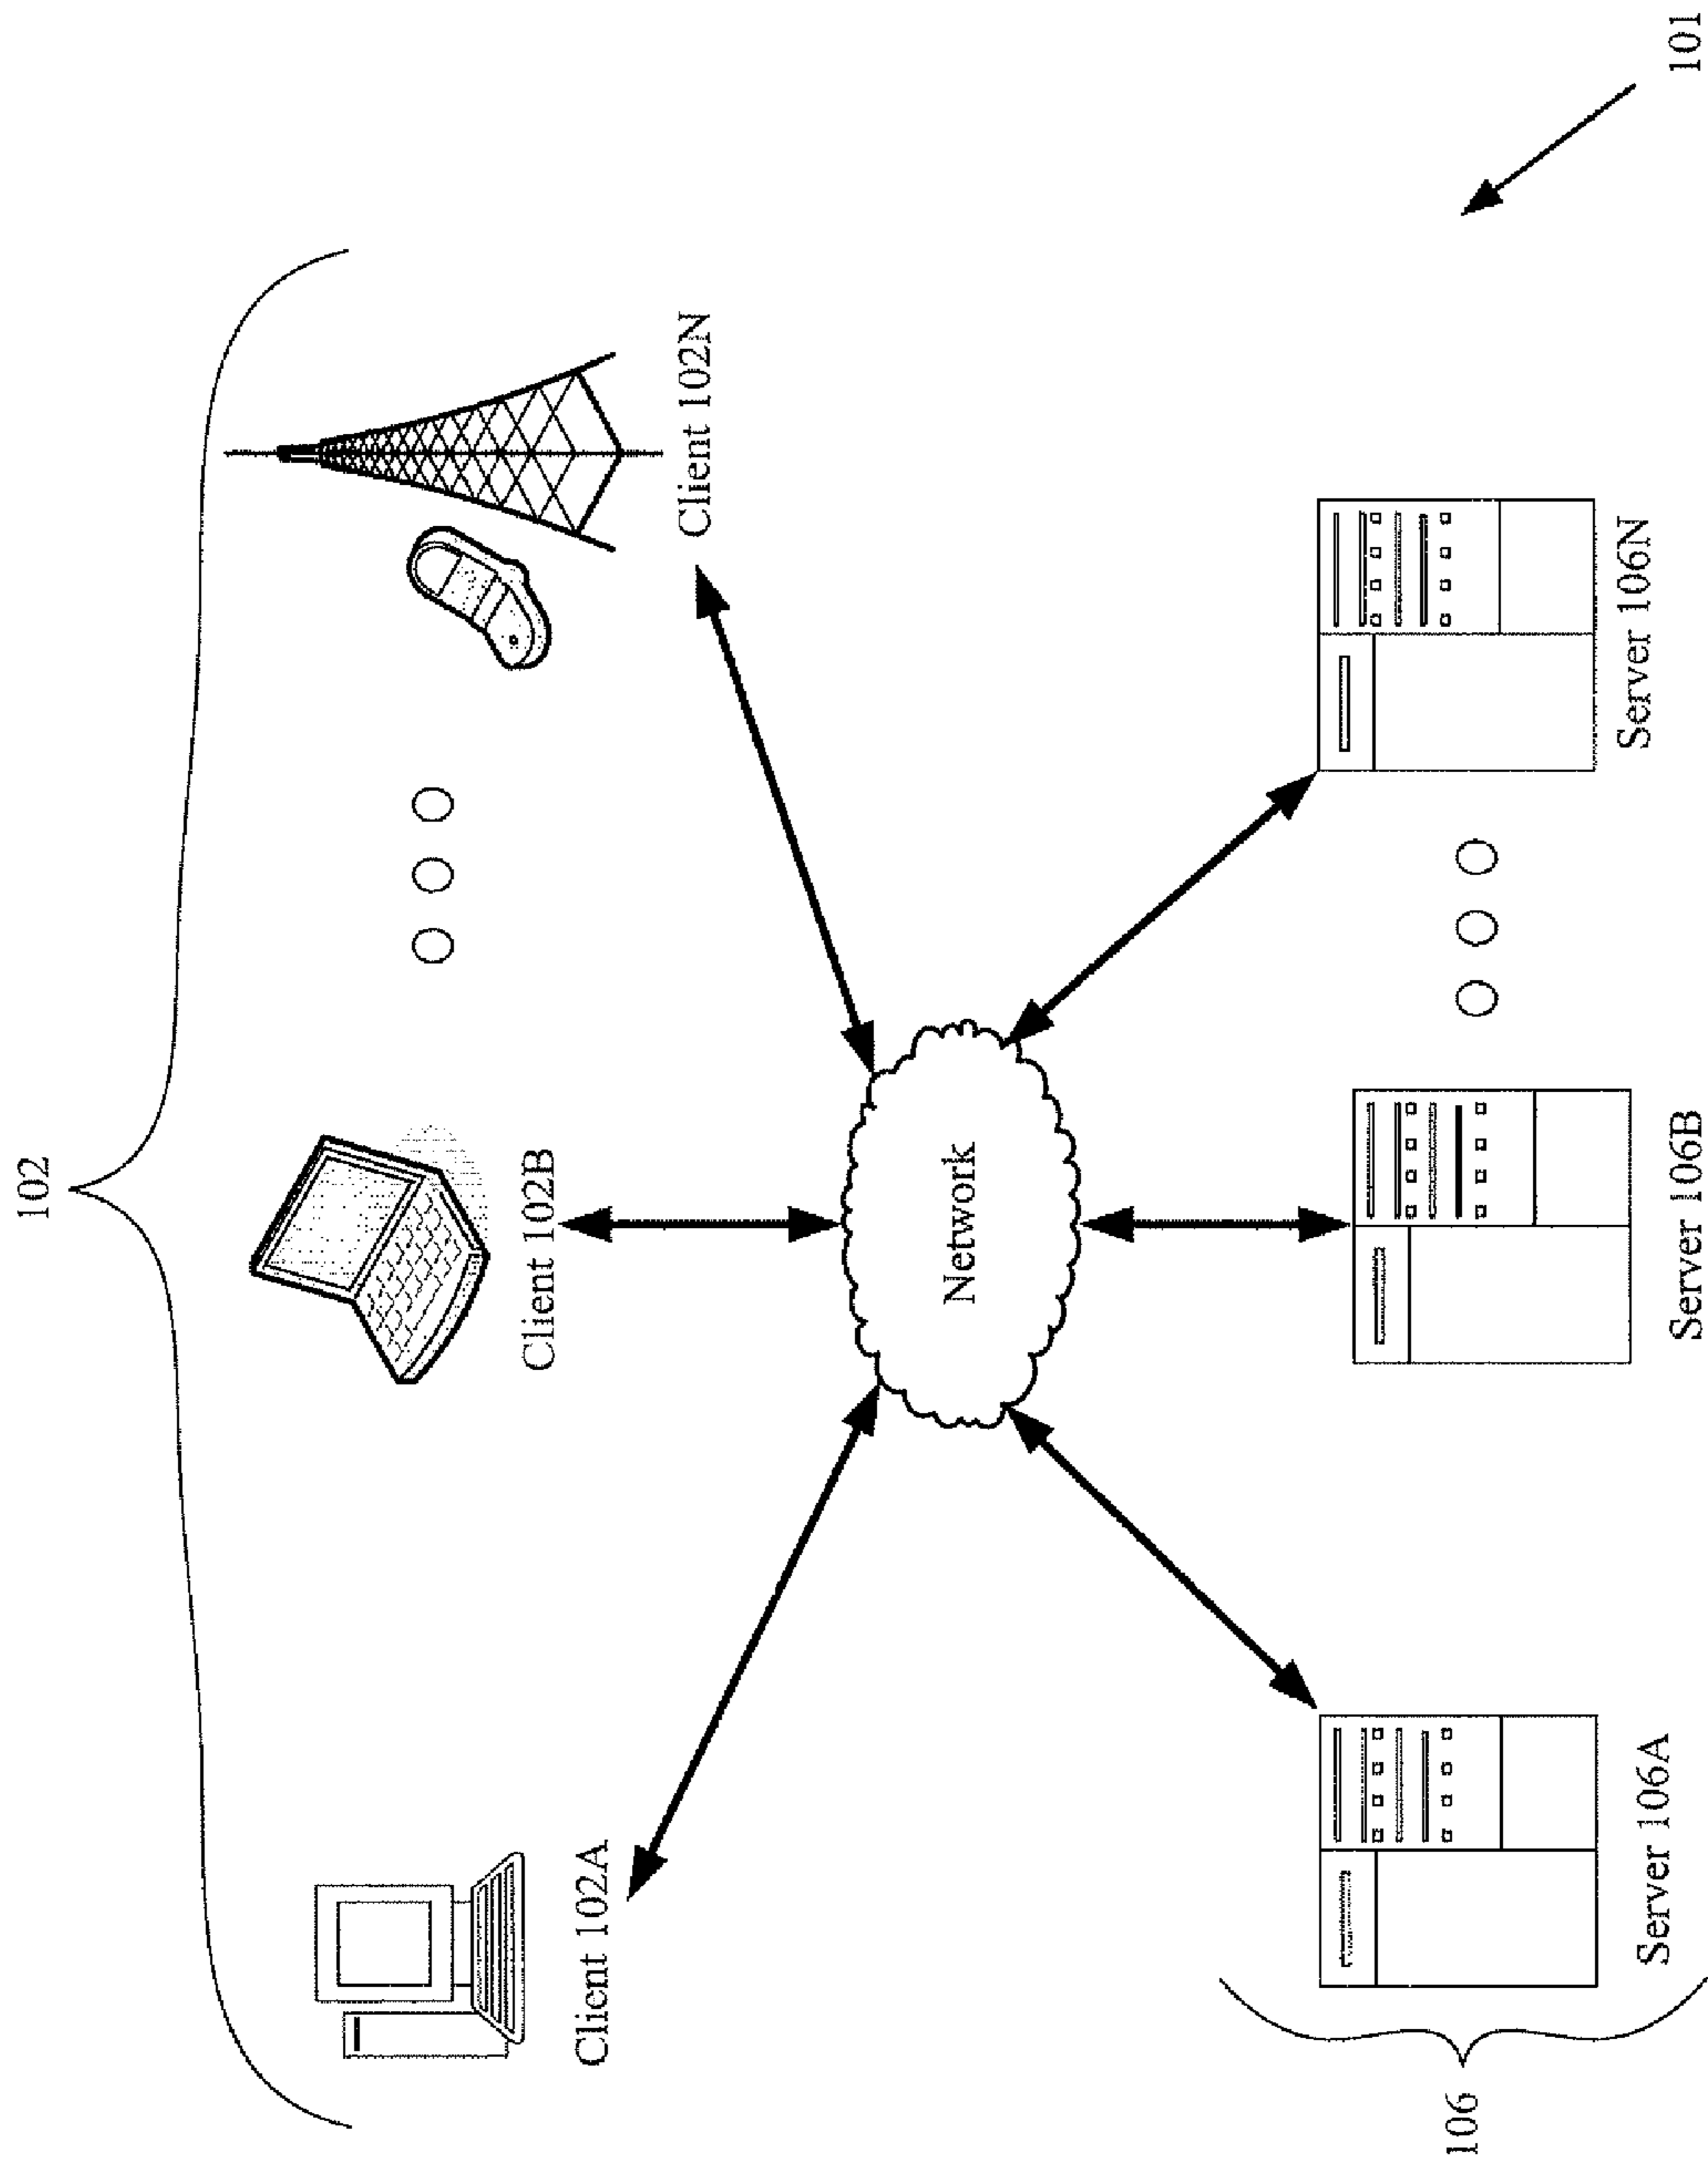 102
Client 102A
Client 102B
Client 102N
Network
106
Server 106A
Server 106B
Server 106N
101